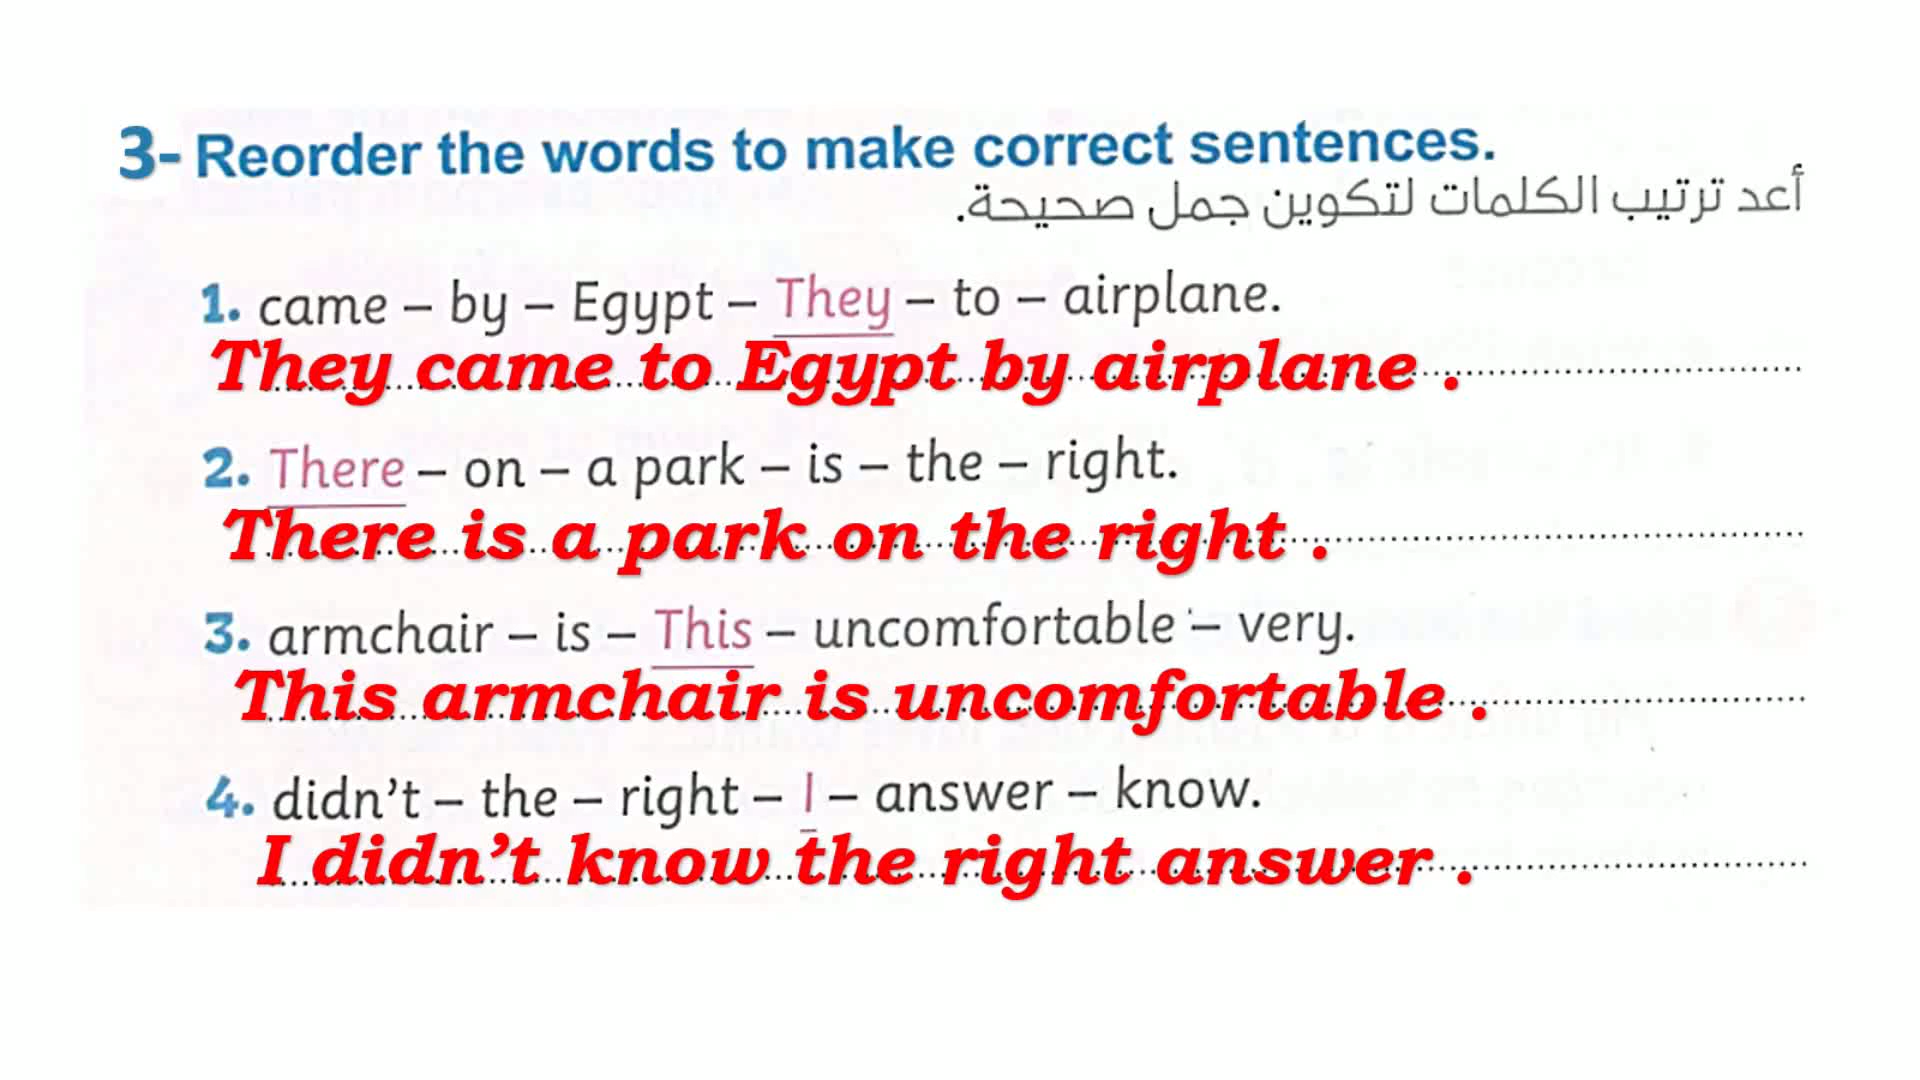 3- Reorder the words to make correct sentences.
أعد ترتيب الكلمات لتكوين جمل صحيحة.
1. came – by – Egypt – They – to – airplane.
They came to Egypt by airplane .
2. There – on – a park – is – the – right.
There is a park on the right .
3. armchair – is – This – uncomfortable – very.
This armchair is uncomfortable .
4. didn't – the – right – I – answer – know.
I didn't know the right answer .